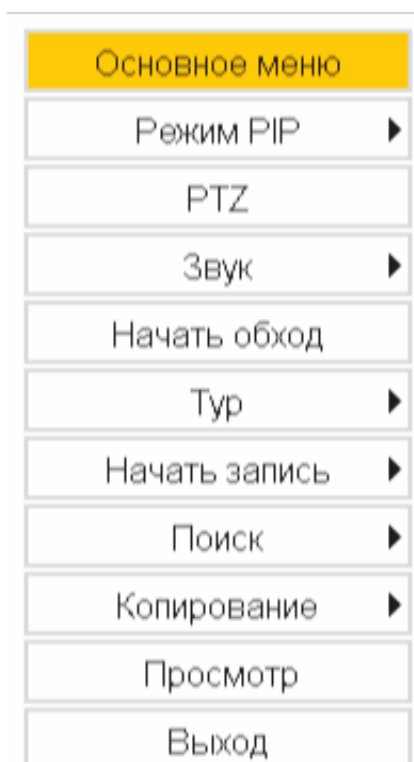 Основное меню
Режим PIP
PTZ
Звук
Начать обход
Тур
Начать запись
Поиск
Копирование
Просмотр
Выход